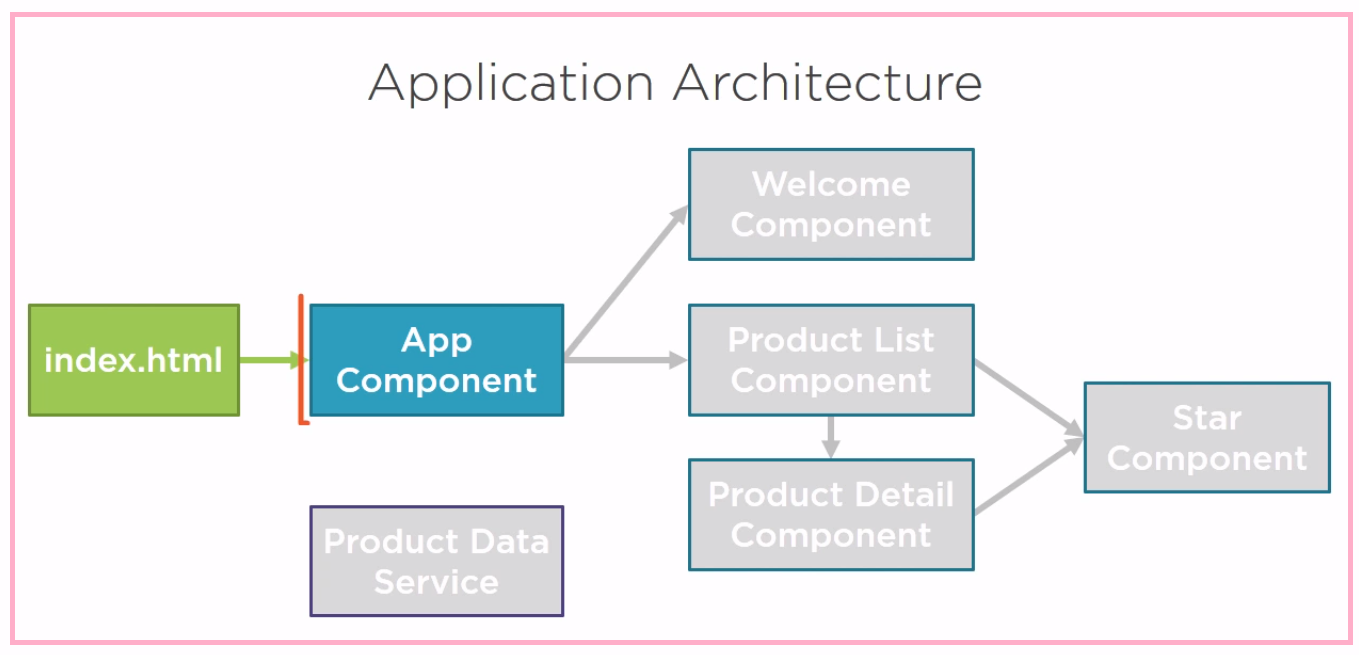 Application Architecture
Welcome
Component
index.html
App
Component
Product List
Component
Star
Component
Product Detail
Component
Product Data
Service